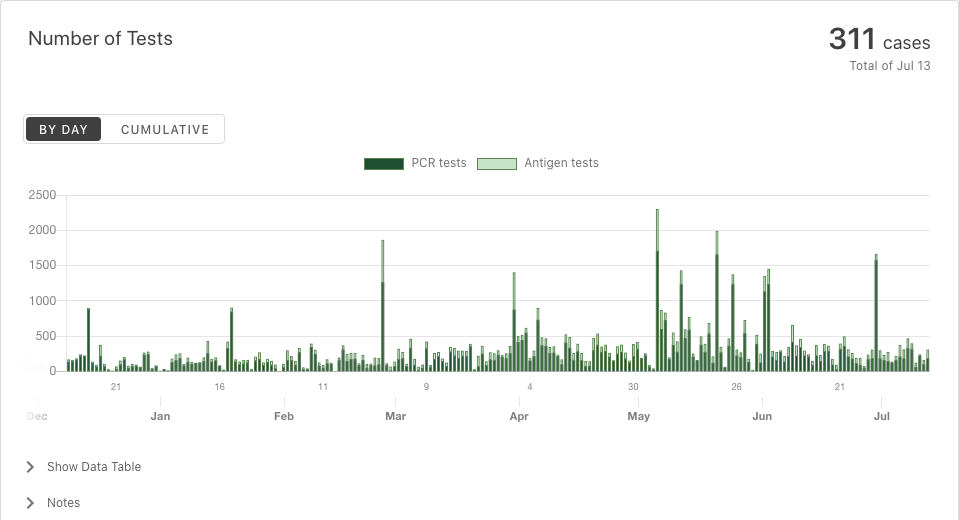 Number of Tests
311 cases
Total of Jul 13
BY DAY CUMULATIVE
PCR tests Antigen tests
2500
2000
1500
1000
500
0
21 16 11 9 4 30 26 21
Dec Jan Feb Mar Apr May Jun Jul
Show Data Table
Notes